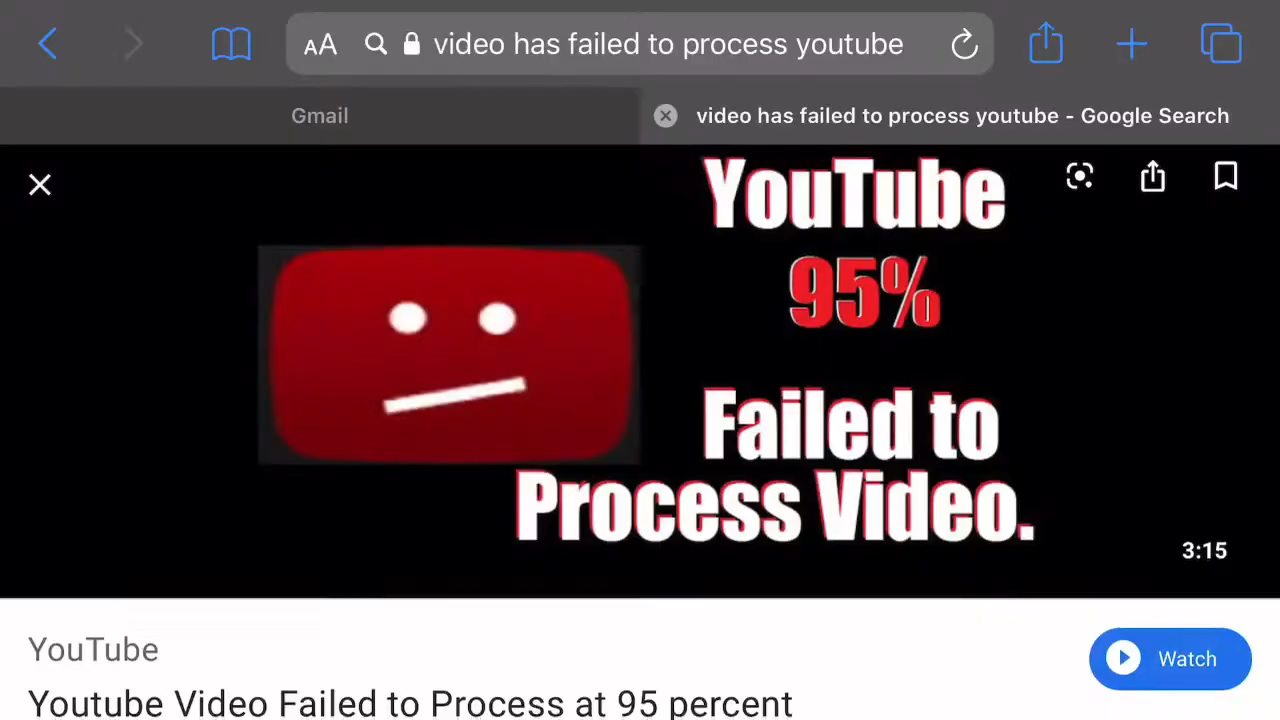 AA video has failed to process youtube
Gmail
video has failed to process youtube - Google Search
YouTube
95%
Failed to
Process Video.
3:15
YouTube
Watch
Youtube Video Failed to Process at 95 percent